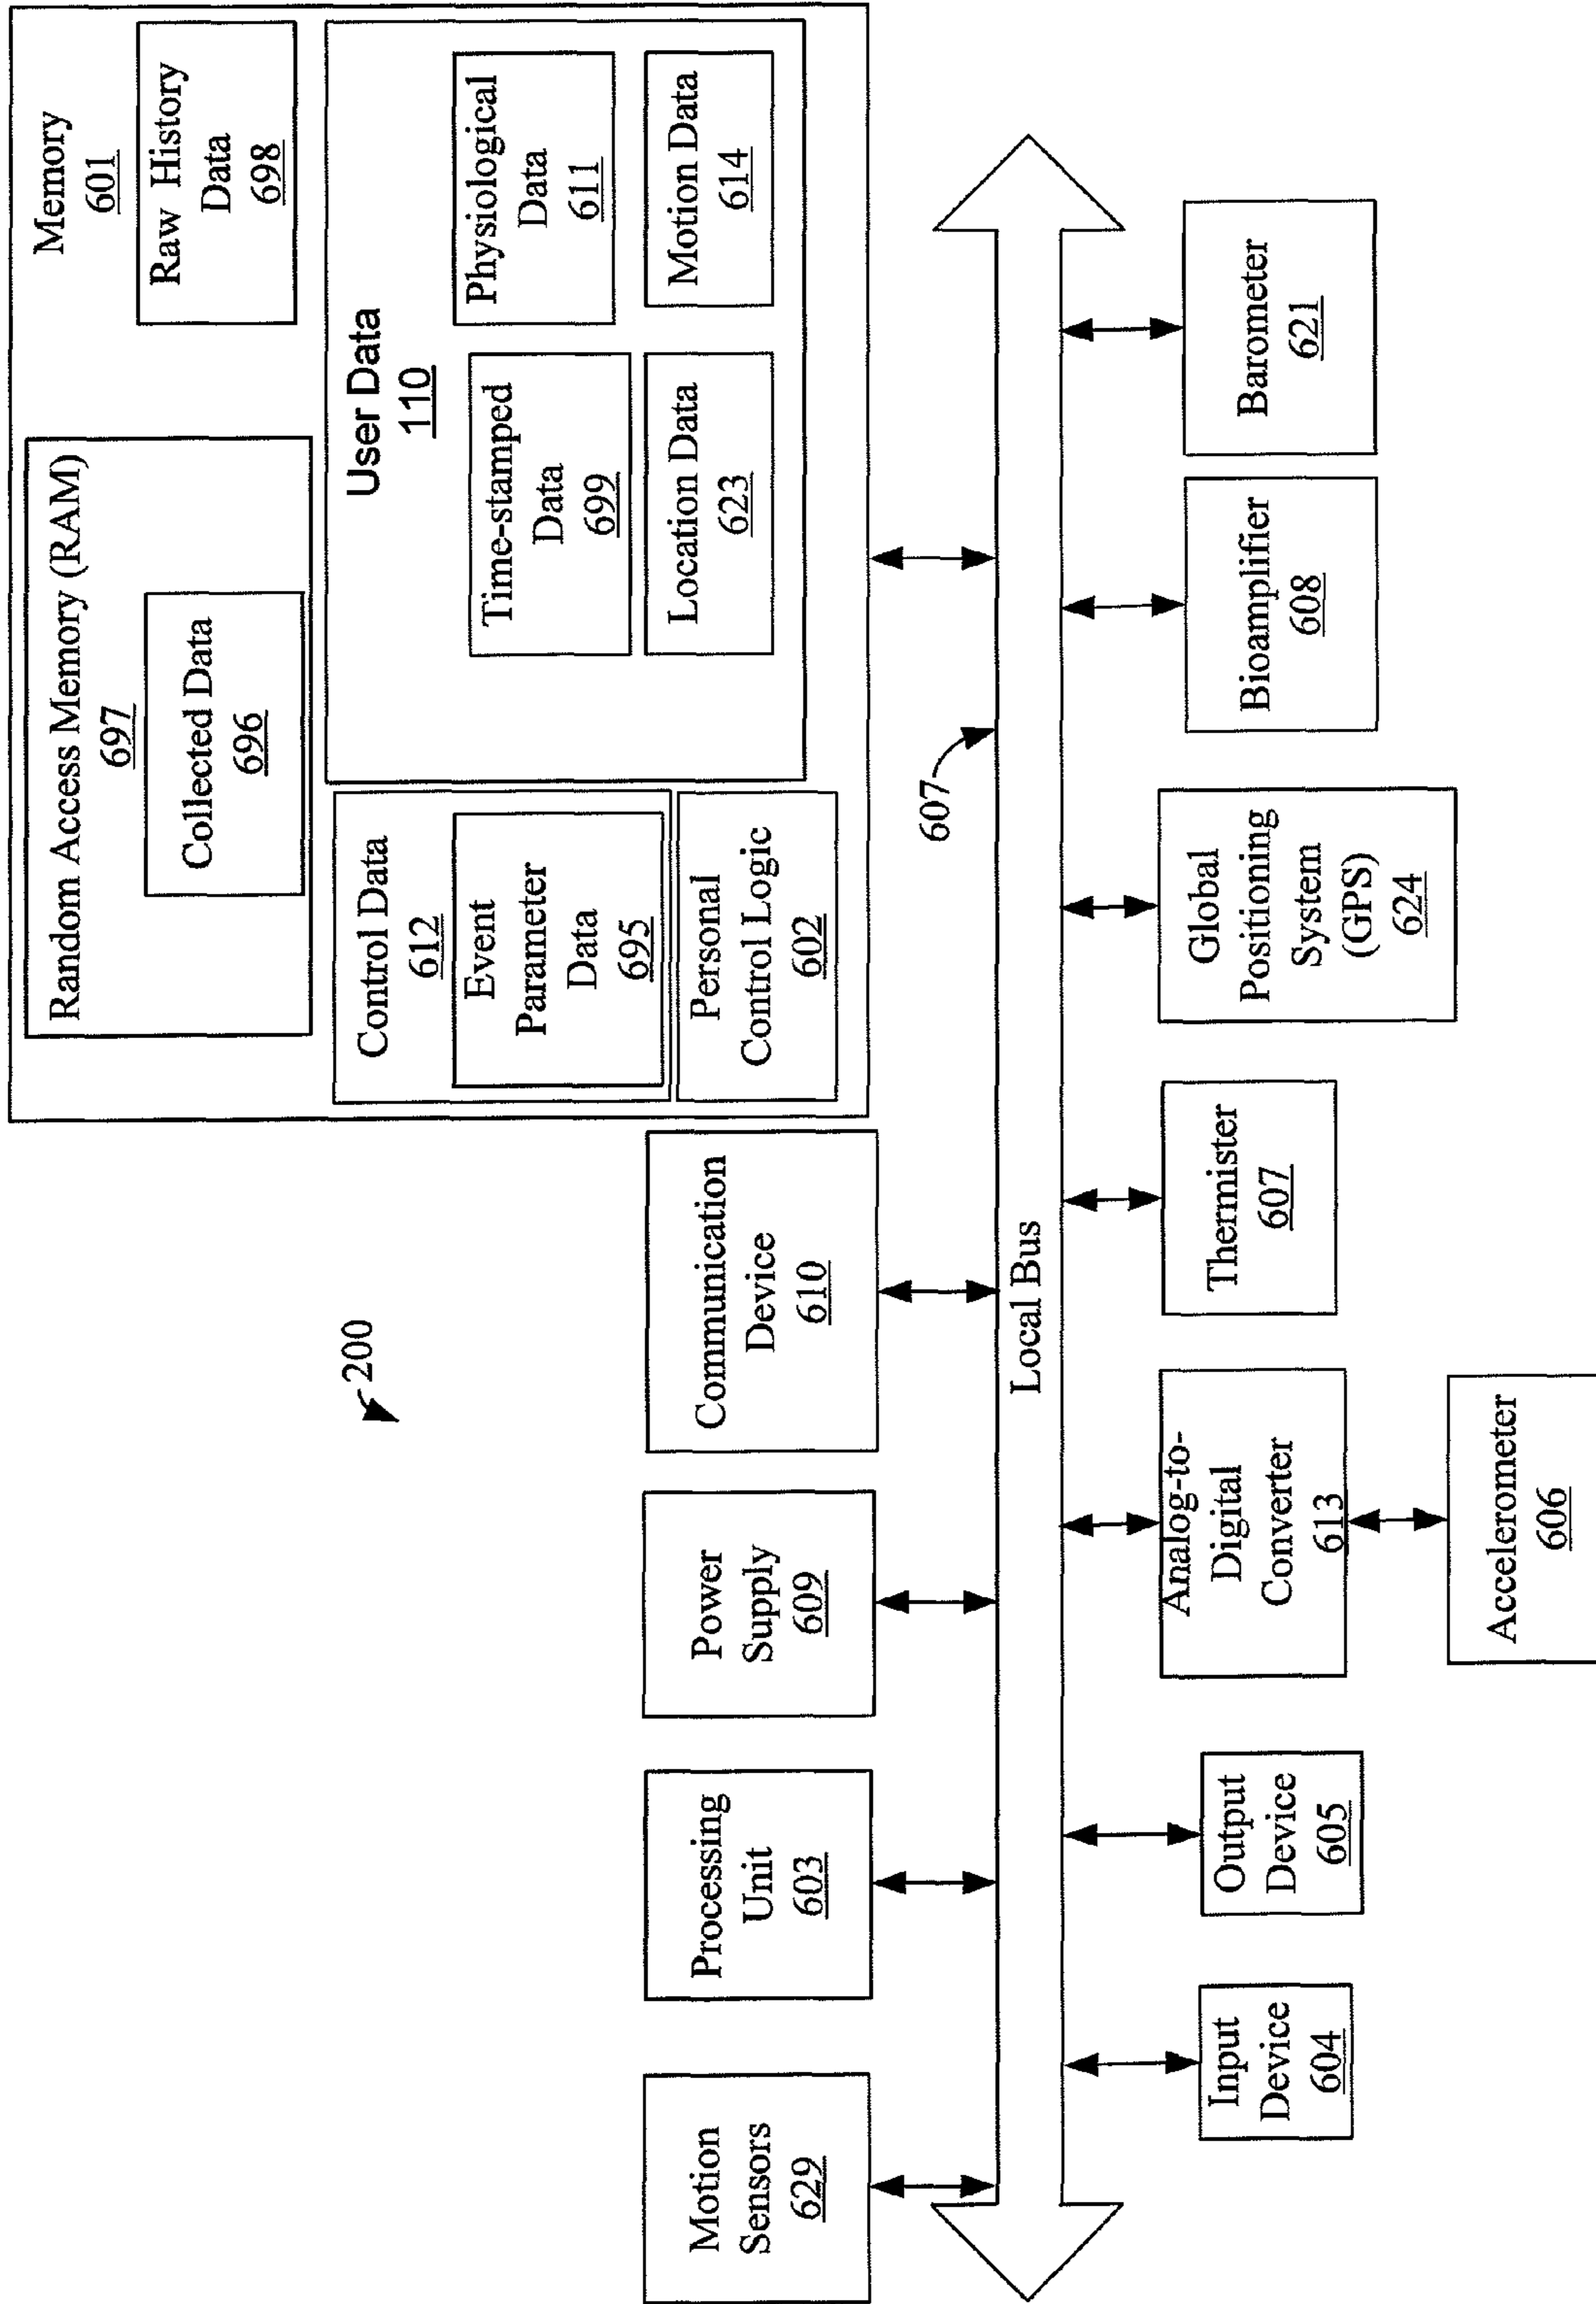 200
Memory
601
Random Access Memory (RAM)
697
Collected Data
696
Raw History
Data
698
Control Data
612
Event
Parameter
Data
695
Personal
Control Logic
602
User Data
110
Time-stamped
Data
699
Physiological
Data
611
Location Data
623
Motion Data
614
Motion
Sensors
629
Processing
Unit
603
Power
Supply
609
Communication
Device
610
607
Local Bus
Input
Device
604
Output
Device
605
Analog-to-
Digital
Converter
613
Accelerometer
606
Thermister
607
Global
Positioning
System
(GPS)
624
Bioamplifier
608
Barometer
621